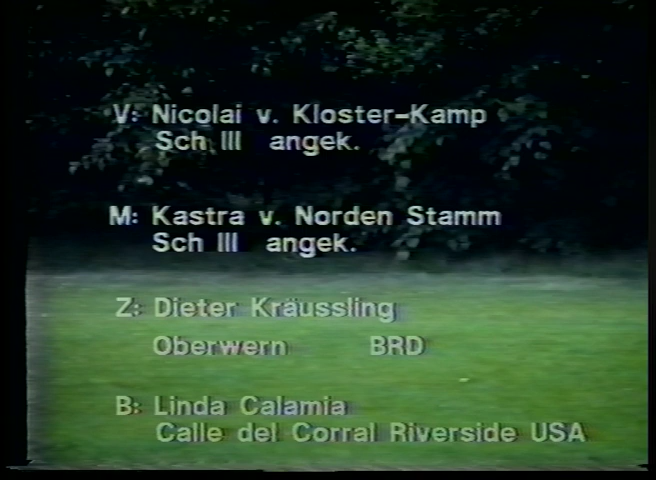 V: Nicolai v. Kloster-Kamp
Sch III angek.
M: Kastra v. Norden Stamm
Sch III angek.
Z: Dieter Kräussling
Oberwern BRD
B: Linda Calamia
Calle del Corral Riverside USA